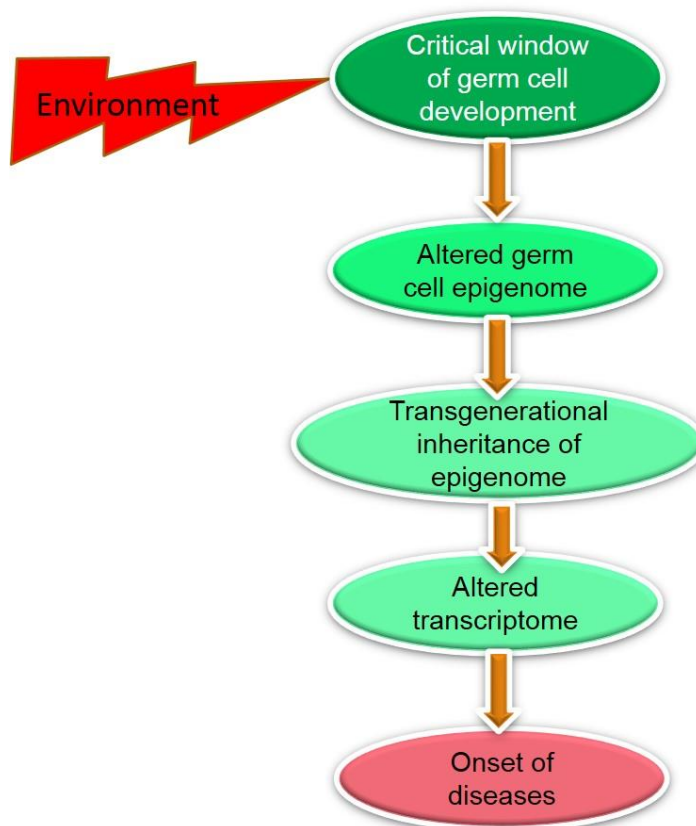 Environment
Critical window
of germ cell
development
Altered germ
cell epigenome
Transgenerational
inheritance of
epigenome
Altered
transcriptome
Onset of
diseases